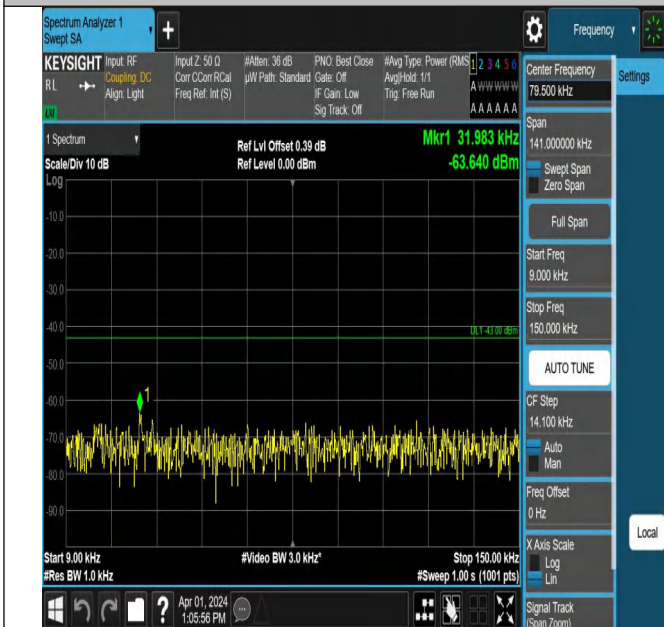 Spectrum Analyzer 1
Swept SA
Frequency
KEYSIGHT
RL
Input: RF
Coupling: DC
Align: Light
Input Z: 50 Ω
Corr CCorr RCal
Freq Ref: Int (S)
#Atten: 36 dB
µW Path: Standard
PNO: Best Close
Gate: Off
IF Gain: Low
Sig Track: Off
#Avg Type: Power (RMS
Avg|Hold: 1/1
Trig: Free Run
1 2 3 4 5 6
A W W W W W
A A A A A A
LXI
1 Spectrum
Scale/Div 10 dB
Log
Ref Lvl Offset 0.39 dB
Ref Level 0.00 dBm
Mkr1 31.983 kHz
-63.640 dBm
-10.0
-20.0
-30.0
-40.0
-50.0
-60.0
-70.0
-80.0
-90.0
DL1 -43.00 dBm
1
Start 9.00 kHz
#Res BW 1.0 kHz
#Video BW 3.0 kHz*
Stop 150.00 kHz
#Sweep 1.00 s (1001 pts)
Apr 01, 2024
1:05:56 PM
Center Frequency
79.500 kHz
Settings
Span
141.000000 kHz
Swept Span
Zero Span
Full Span
Start Freq
9.000 kHz
Stop Freq
150.000 kHz
AUTO TUNE
CF Step
14.100 kHz
Auto
Man
Freq Offset
0 Hz
Local
X Axis Scale
Log
Lin
Signal Track
(Span Zoom)